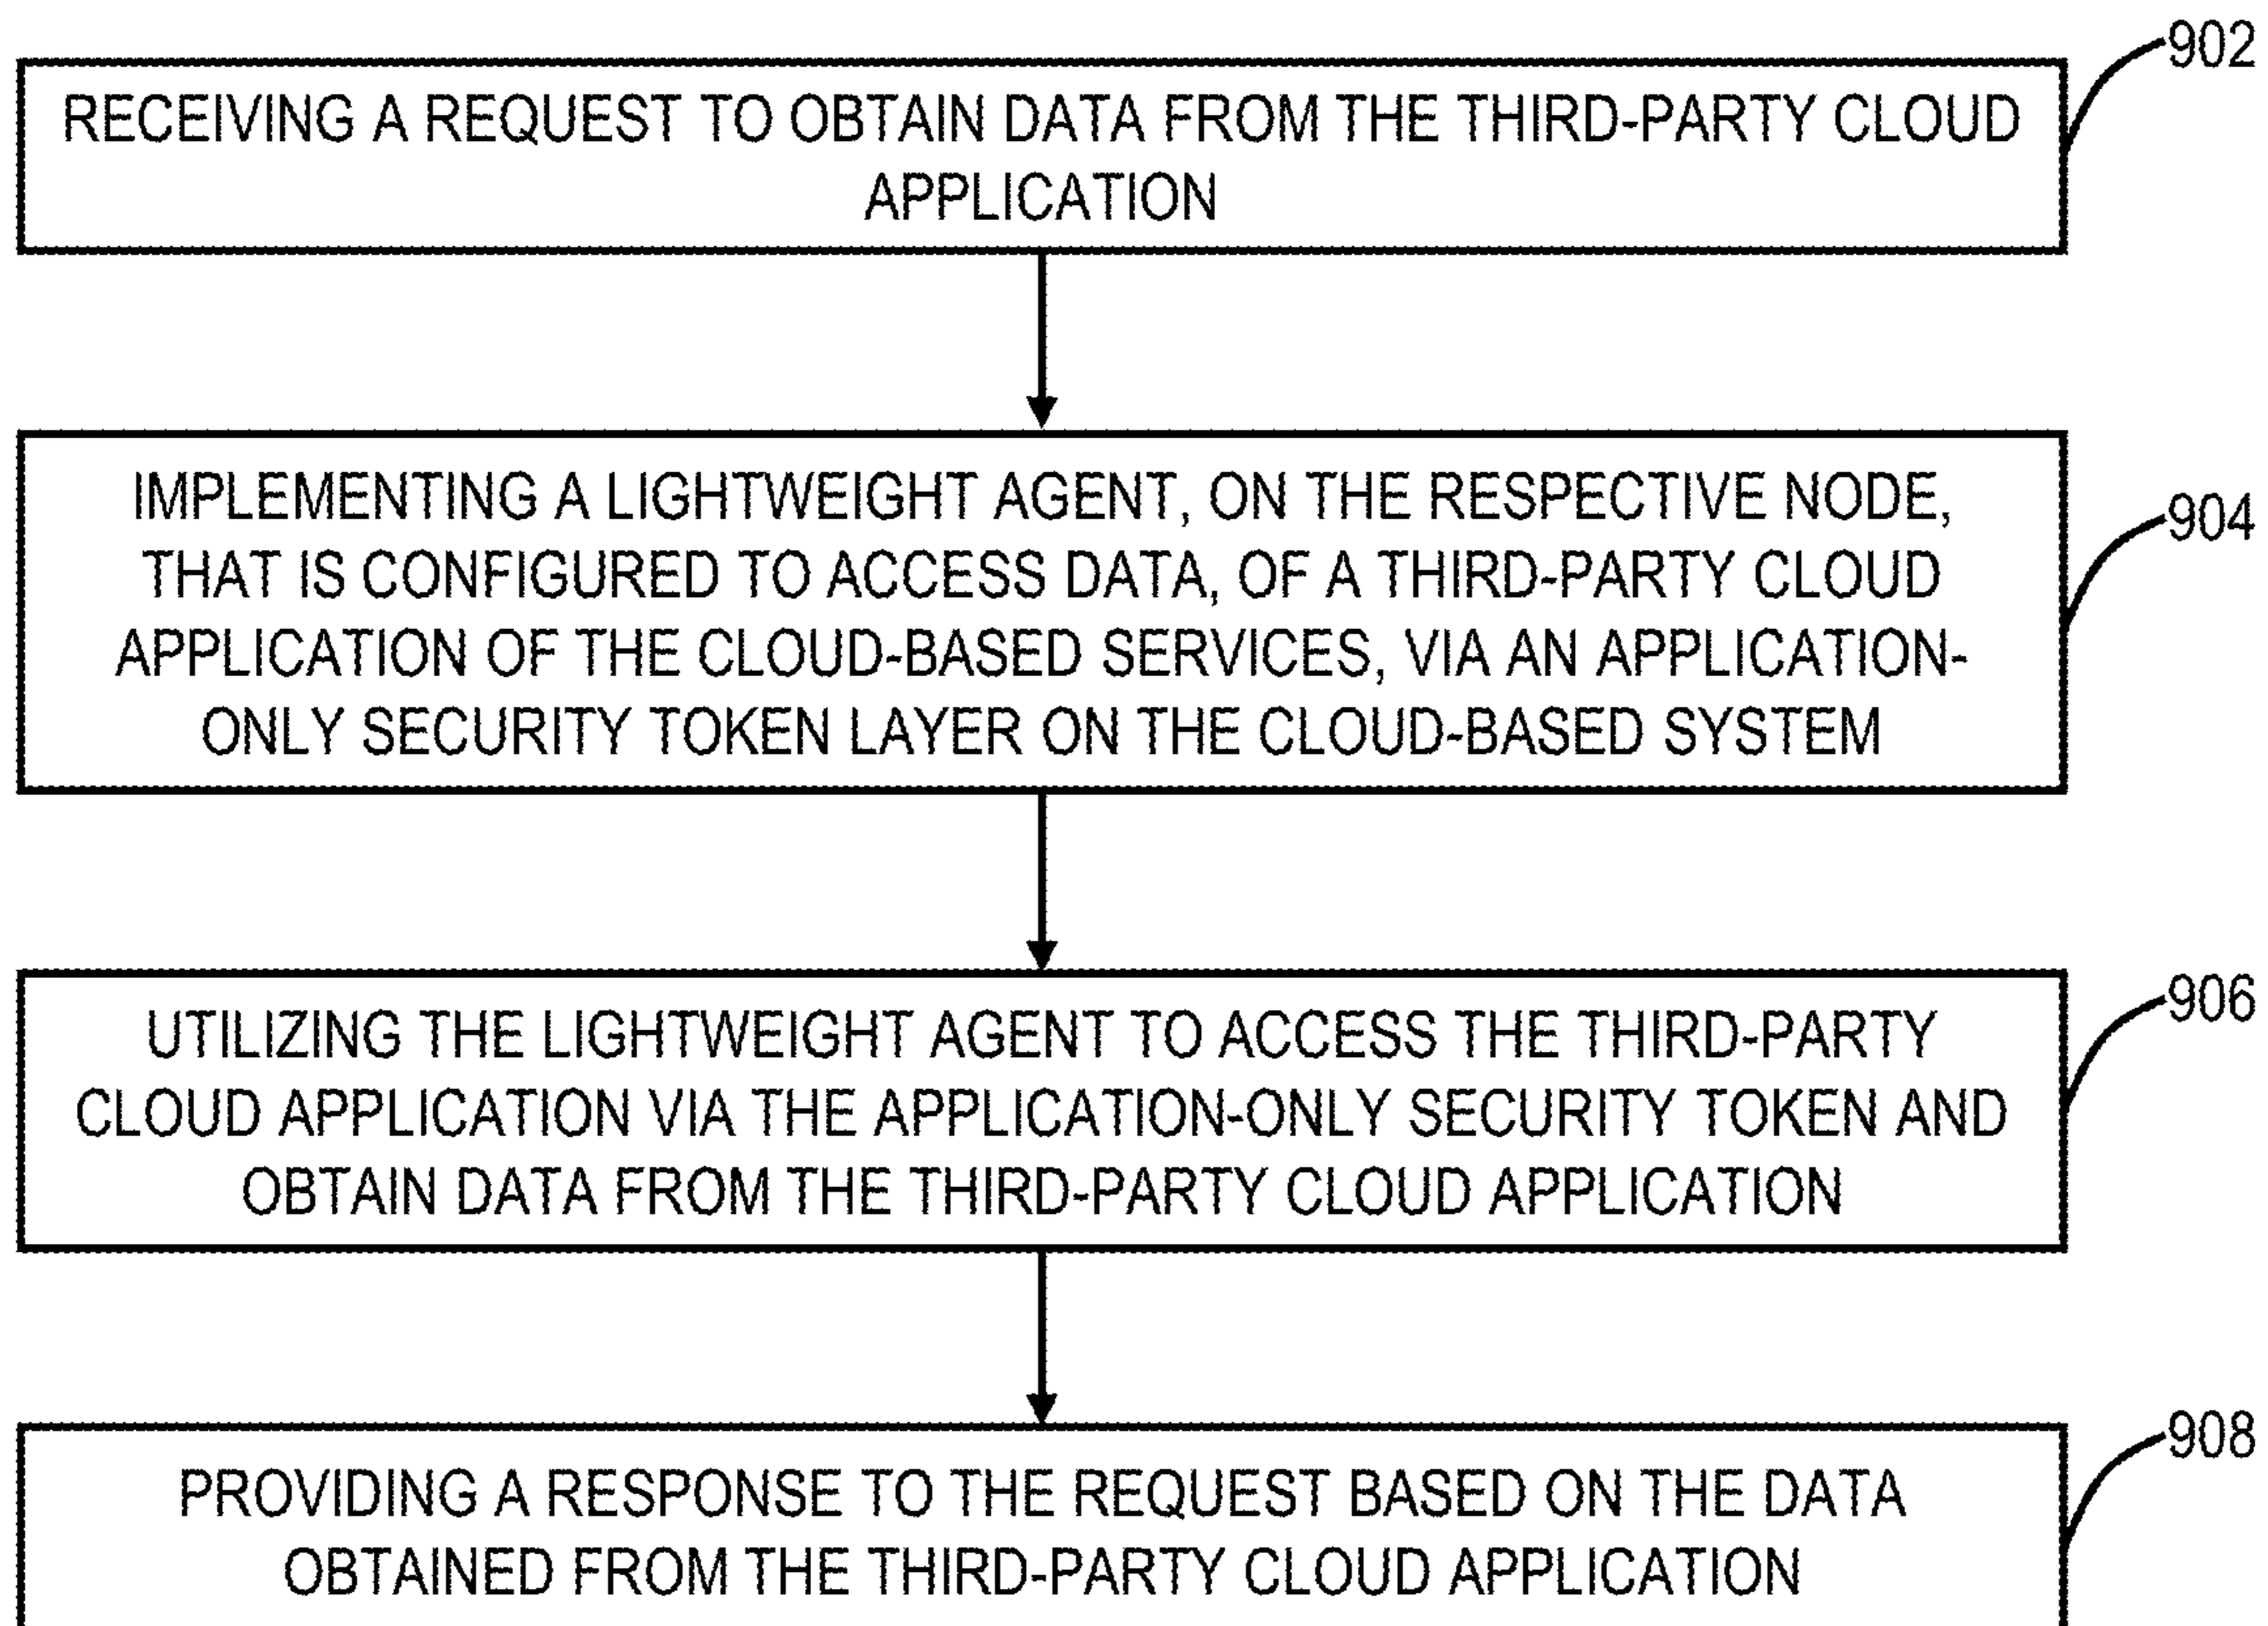 902
RECEIVING A REQUEST TO OBTAIN DATA FROM THE THIRD-PARTY CLOUD
APPLICATION
904
IMPLEMENTING A LIGHTWEIGHT AGENT, ON THE RESPECTIVE NODE,
THAT IS CONFIGURED TO ACCESS DATA, OF A THIRD-PARTY CLOUD
APPLICATION OF THE CLOUD-BASED SERVICES, VIA AN APPLICATION-
ONLY SECURITY TOKEN LAYER ON THE CLOUD-BASED SYSTEM
906
UTILIZING THE LIGHTWEIGHT AGENT TO ACCESS THE THIRD-PARTY
CLOUD APPLICATION VIA THE APPLICATION-ONLY SECURITY TOKEN AND
OBTAIN DATA FROM THE THIRD-PARTY CLOUD APPLICATION
908
PROVIDING A RESPONSE TO THE REQUEST BASED ON THE DATA
OBTAINED FROM THE THIRD-PARTY CLOUD APPLICATION